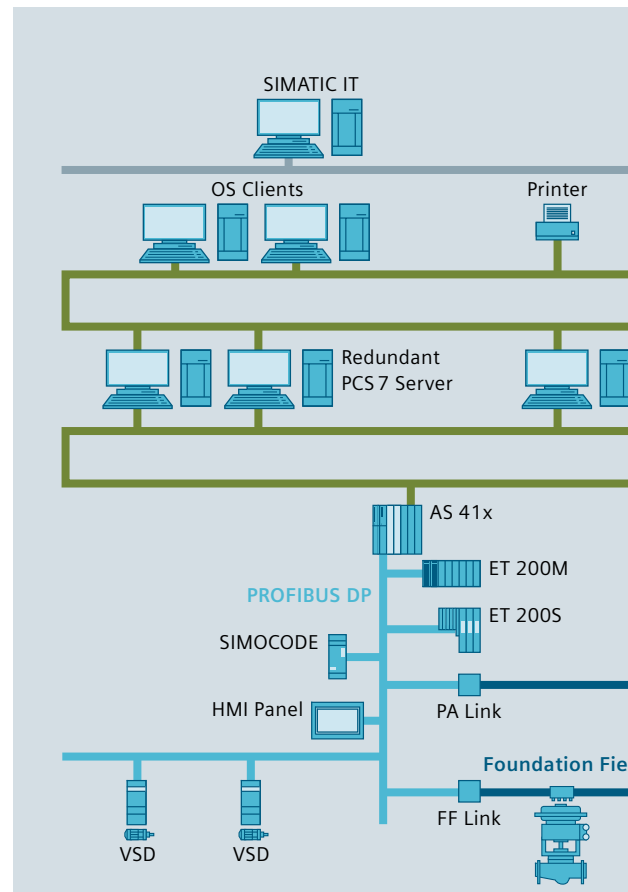 SIMATIC IT
OS Clients
Printer
Redundant
PCS 7 Server
AS 41x
ET 200M
PROFIBUS DP
ET 200S
SIMOCODE
HMI Panel
PA Link
Foundation Fie
FF Link
VSD
VSD